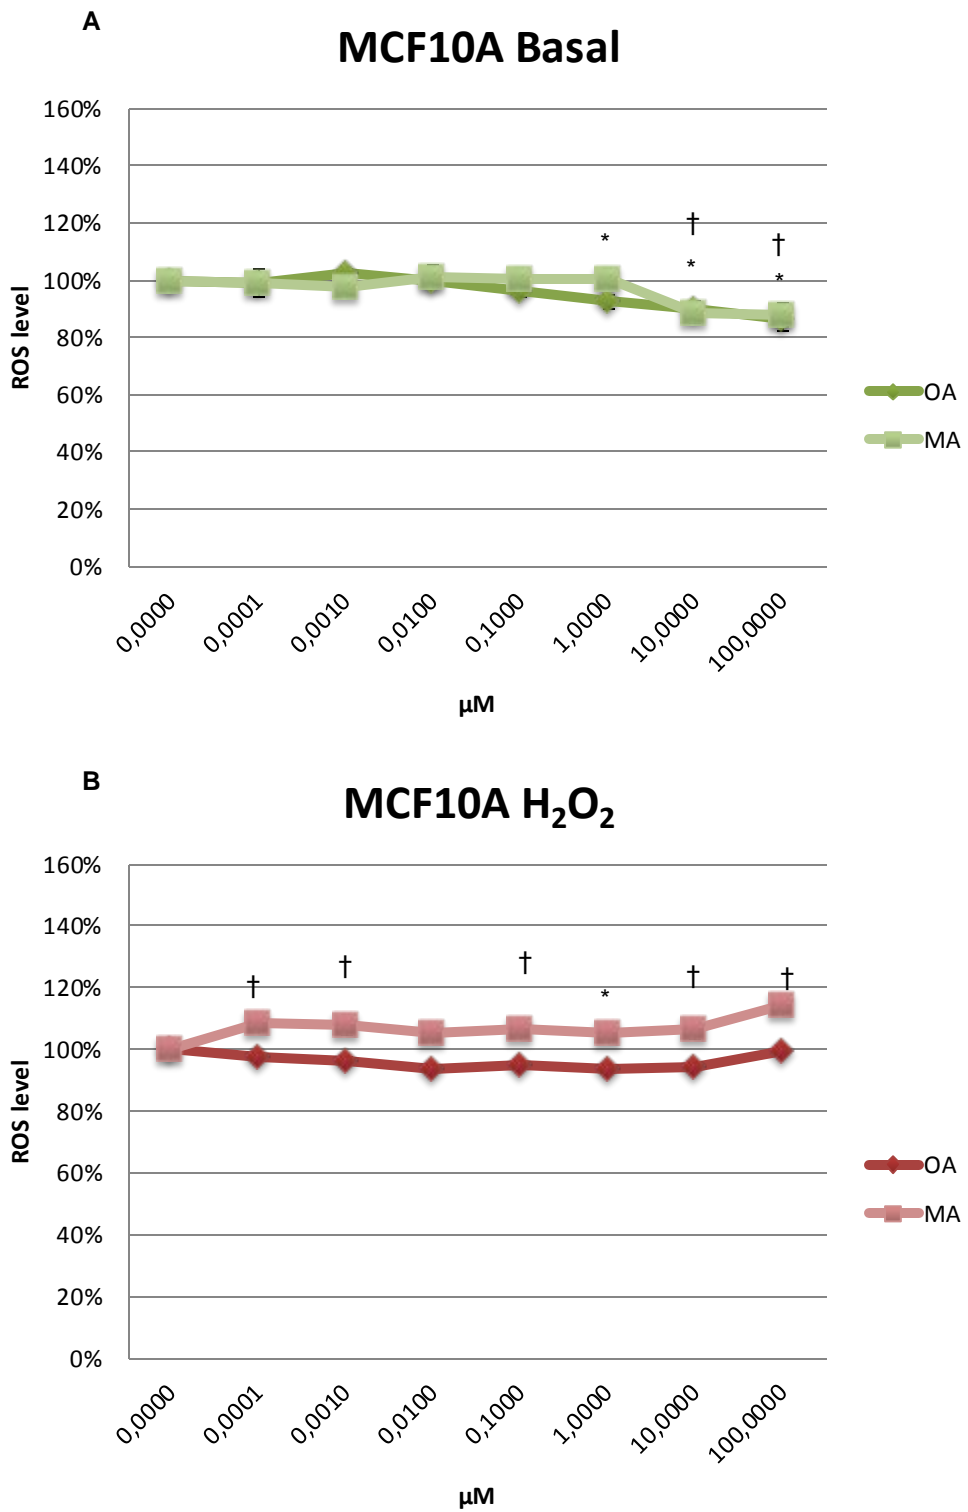 A
MCF10A Basal
160%
140%
120%
100%
80%
60%
40%
20%
0%
ROS level
† 
* † 
* *
0,0000
0,0001
0,0010
0,0100
0,1000
1,0000
10,0000
100,0000
µM
OA
MA
B
MCF10A H₂O₂
160%
140%
120%
100%
80%
60%
40%
20%
0%
ROS level
† † † † †
*
0,0000
0,0001
0,0010
0,0100
0,1000
1,0000
10,0000
100,0000
µM
OA
MA